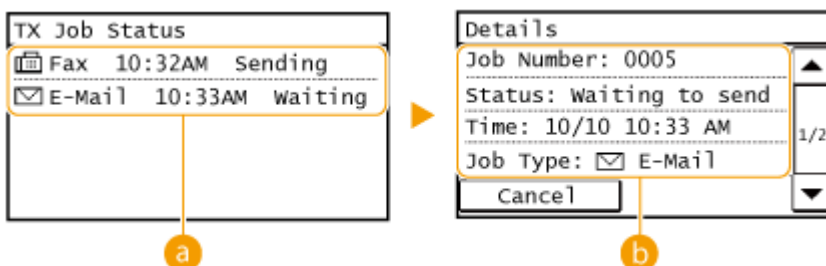 TX Job Status
Fax 10:32AM Sending
E-Mail 10:33AM Waiting
a
Details
Job Number: 0005
Status: Waiting to send
Time: 10/10 10:33 AM
Job Type: E-Mail
1/2
Cancel
b